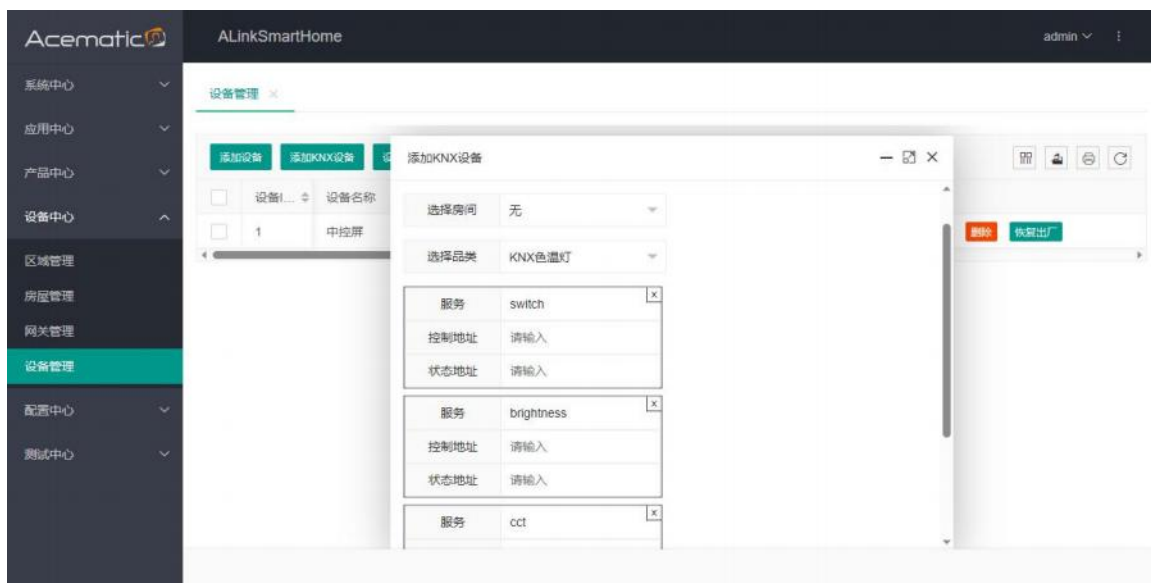 Acematic
ALinkSmartHome
admin
系统中心
应用中心
产品中心
设备中心
区域管理
房屋管理
网关管理
设备管理
配置中心
测试中心
设备管理 ×
添加设备
添加KNX设备
设备I...
设备名称
1
中控屏
删除
恢复出厂
添加KNX设备
选择房间 无
选择品类 KNX色温灯
服务 switch
x
控制地址 请输入
状态地址 请输入
服务 brightness
x
控制地址 请输入
状态地址 请输入
服务 cct
x